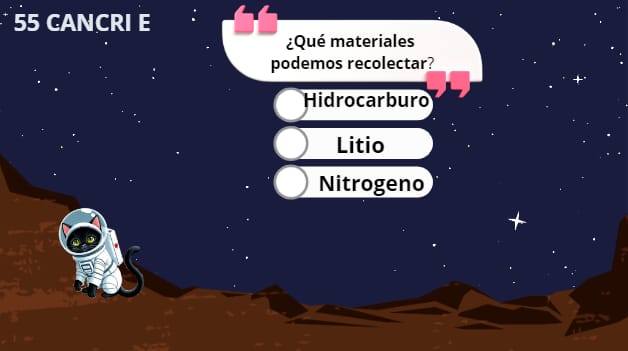 55 CANCRI E
¿Qué materiales
podemos recolectar?
Hidrocarburo
Litio
Nitrogeno